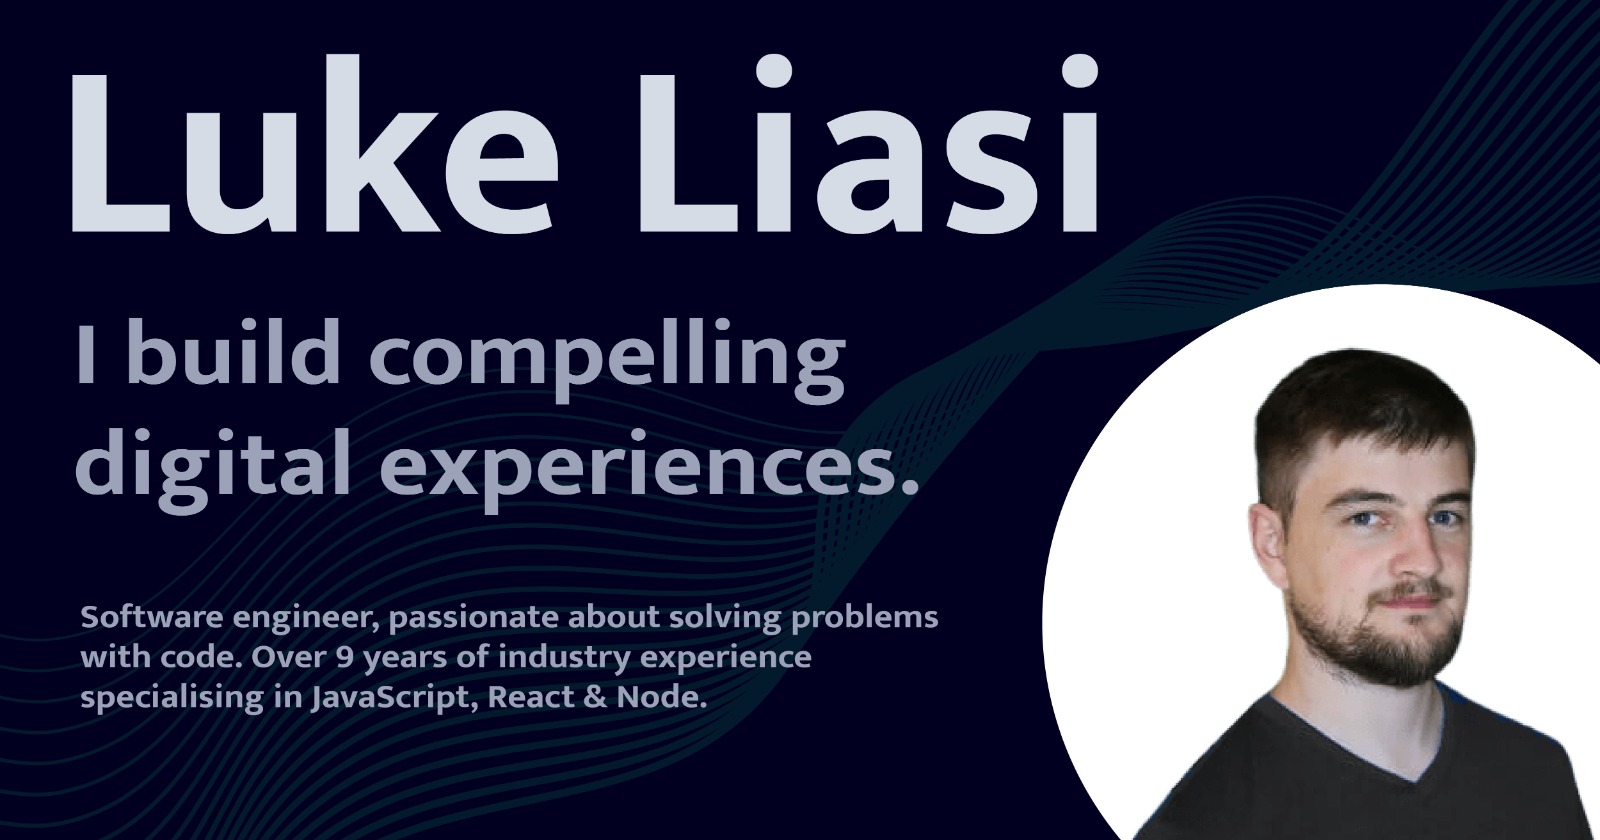 Luke Liasi
I build compelling
digital experiences.
Software engineer, passionate about solving problems
with code. Over 9 years of industry experience
specialising in JavaScript, React & Node.